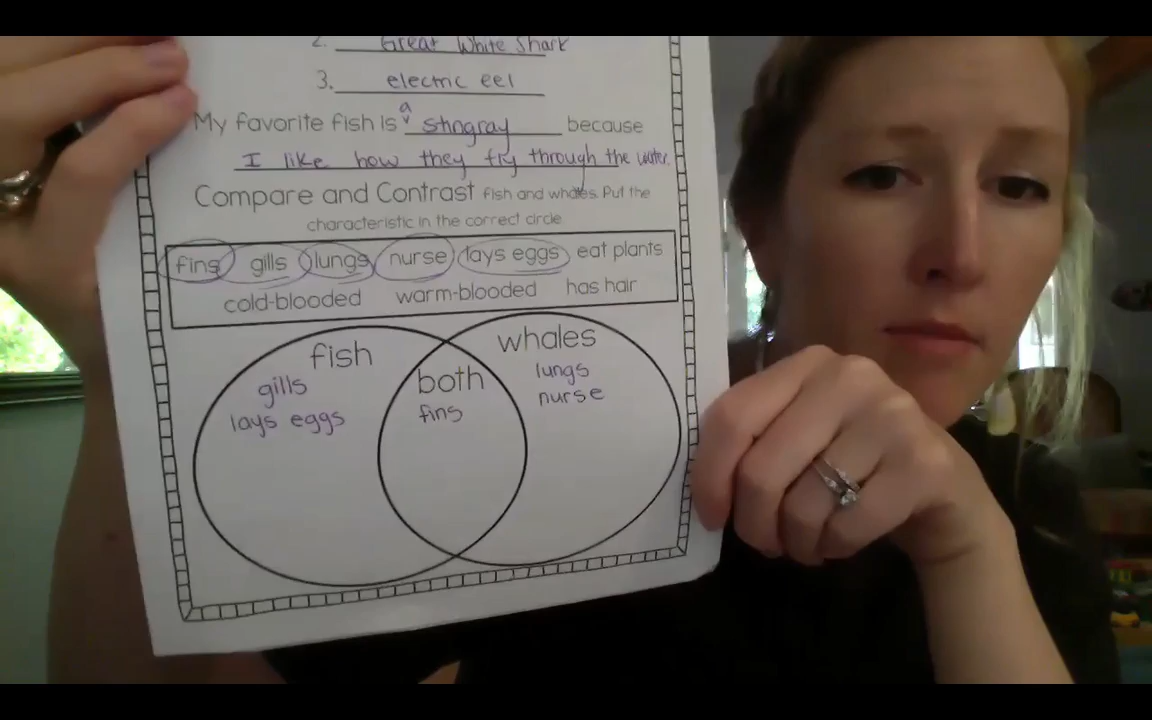 2. Great White Shark
3. electric eel
My favorite fish is a stingray because
I like how they fly through the water.
Compare and Contrast fish and whales. Put the
characteristic in the correct circle.
fins gills lungs nurse lays eggs eat plants
cold-blooded warm-blooded has hair
fish
whales
both
gills
lays eggs
fins
lungs
nurse